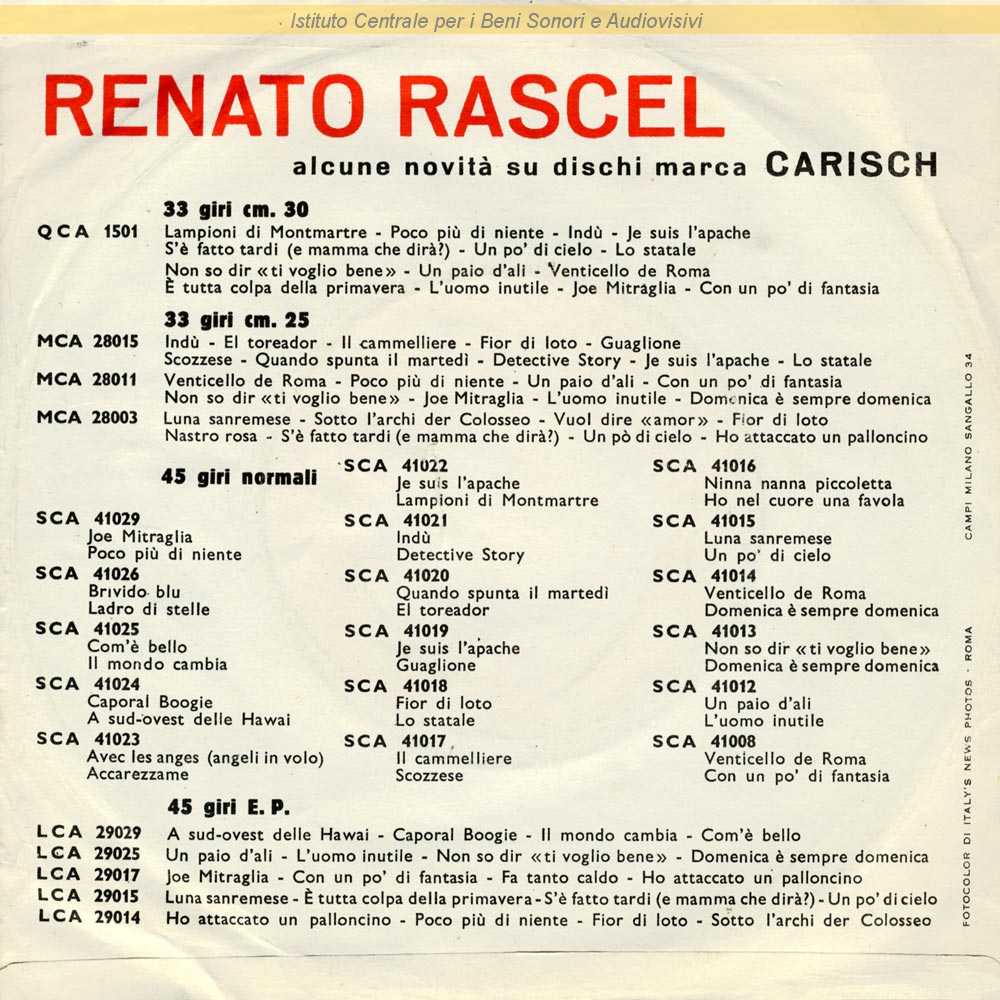 Istituto Centrale per i Beni Sonori e Audiovisivi
RENATO RASCEL
alcune novità su dischi marca CARISCH
33 giri cm. 30
QCA 1501 Lampioni di Montmartre - Poco più di niente - Indù - Je suis l'apache
S'è fatto tardi (e mamma che dirà?) - Un po' di cielo - Lo statale
Non so dir «ti voglio bene» - Un paio d'ali - Venticello de Roma
È tutta colpa della primavera - L'uomo inutile - Joe Mitraglia - Con un po' di fantasia
33 giri cm. 25
MCA 28015 Indù - El toreador - Il cammelliere - Fior di loto - Guaglione
Scozzese - Quando spunta il martedì - Detective Story - Je suis l'apache - Lo statale
MCA 28011 Venticello de Roma - Poco più di niente - Un paio d'ali - Con un po' di fantasia
Non so dir «ti voglio bene» - Joe Mitraglia - L'uomo inutile - Domenica è sempre domenica
MCA 28003 Luna sanremese - Sotto l'archi der Colosseo - Vuol dire «amor» - Fior di loto
Nastro rosa - S'è fatto tardi (e mamma che dirà?) - Un pò di cielo - Ho attaccato un palloncino
45 giri normali
SCA 41029
Joe Mitraglia
Poco più di niente
SCA 41026
Brivido blu
Ladro di stelle
SCA 41025
Com'è bello
Il mondo cambia
SCA 41024
Caporal Boogie
A sud-ovest delle Hawai
SCA 41023
Avec les anges (angeli in volo)
Accarezzame
SCA 41022
Je suis l'apache
Lampioni di Montmartre
SCA 41021
Indù
Detective Story
SCA 41020
Quando spunta il martedì
El toreador
SCA 41019
Je suis l'apache
Guaglione
SCA 41018
Fior di loto
Lo statale
SCA 41017
Il cammelliere
Scozzese
SCA 41016
Ninna nanna piccoletta
Ho nel cuore una favola
SCA 41015
Luna sanremese
Un po' di cielo
SCA 41014
Venticello de Roma
Domenica è sempre domenica
SCA 41013
Non so dir «ti voglio bene»
Domenica è sempre domenica
SCA 41012
Un paio d'ali
L'uomo inutile
SCA 41008
Venticello de Roma
Con un po' di fantasia
45 giri E. P.
LCA 29029 A sud-ovest delle Hawai - Caporal Boogie - Il mondo cambia - Com'è bello
LCA 29025 Un paio d'ali - L'uomo inutile - Non so dir «ti voglio bene» - Domenica è sempre domenica
LCA 29017 Joe Mitraglia - Con un po' di fantasia - Fa tanto caldo - Ho attaccato un palloncino
LCA 29015 Luna sanremese - È tutta colpa della primavera - S'è fatto tardi (e mamma che dirà?) - Un po' di cielo
LCA 29014 Ho attaccato un palloncino - Poco più di niente - Fior di loto - Sotto l'archi der Colosseo
FOTOCOLOR DI ITALY'S NEWS PHOTOS - ROMA
CAMPI MILANO SANGALLO 34